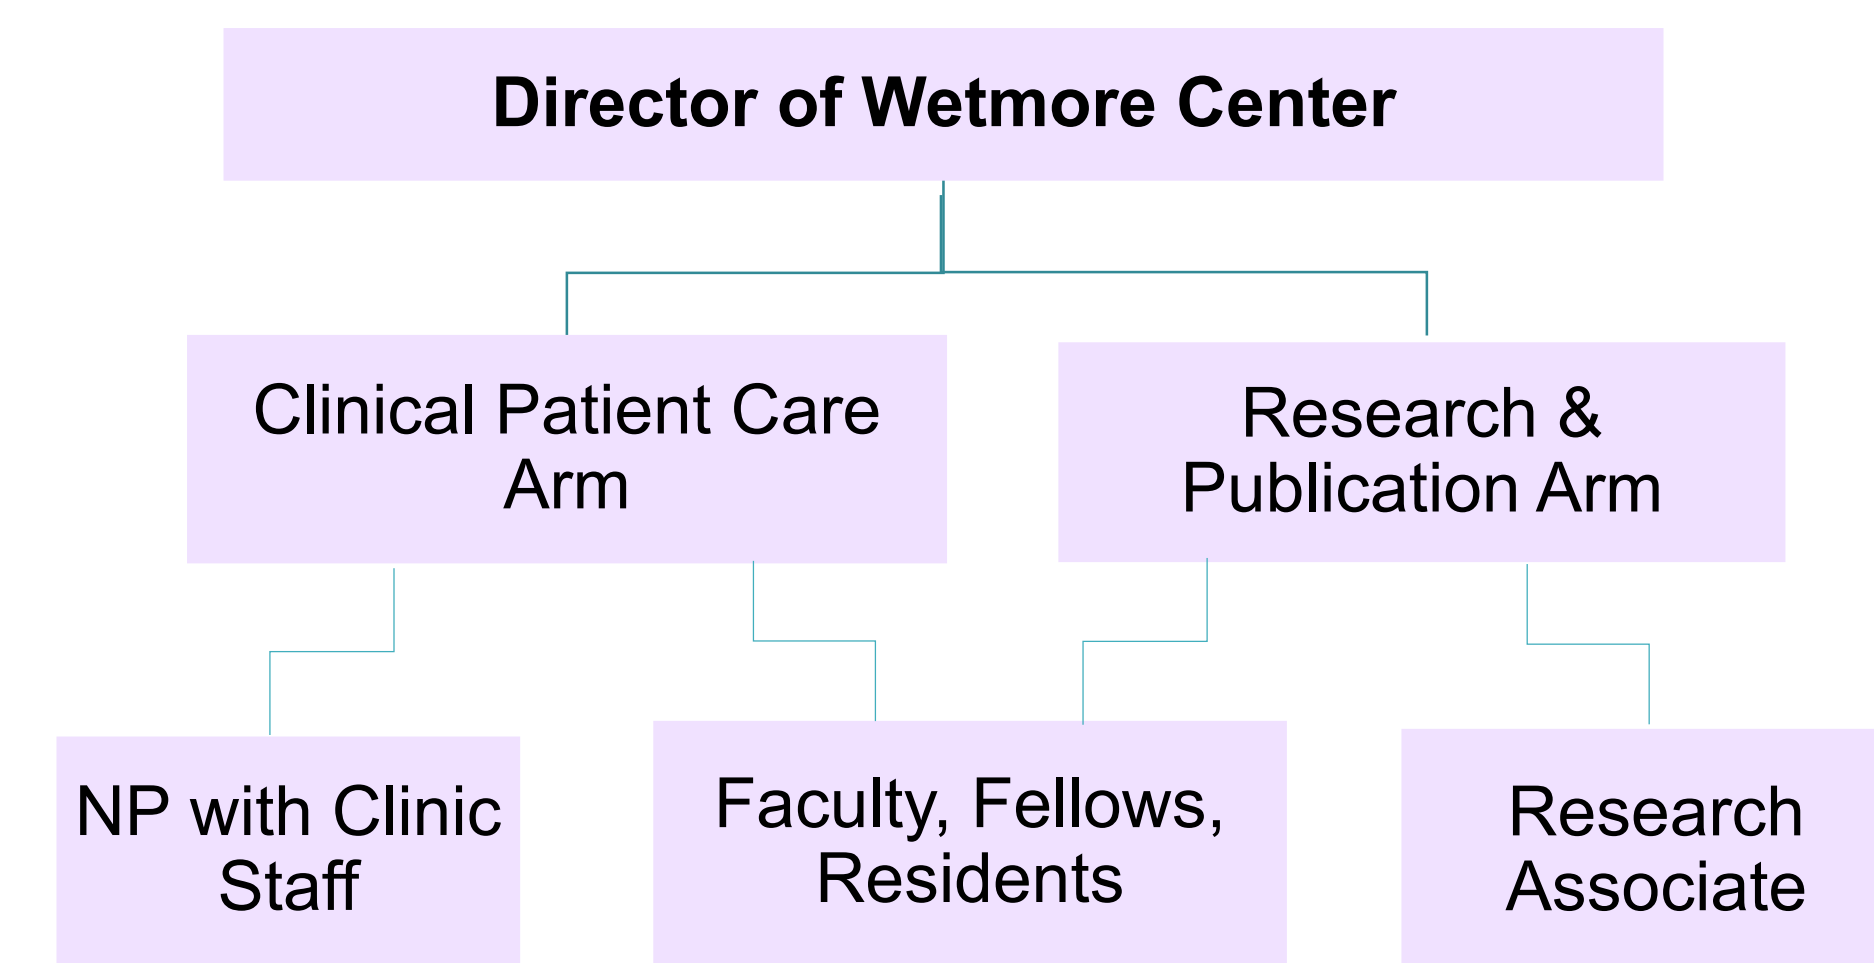 Director of Wetmore Center
Clinical Patient Care
Arm
Research &
Publication Arm
NP with Clinic
Staff
Faculty, Fellows,
Residents
Research
Associate